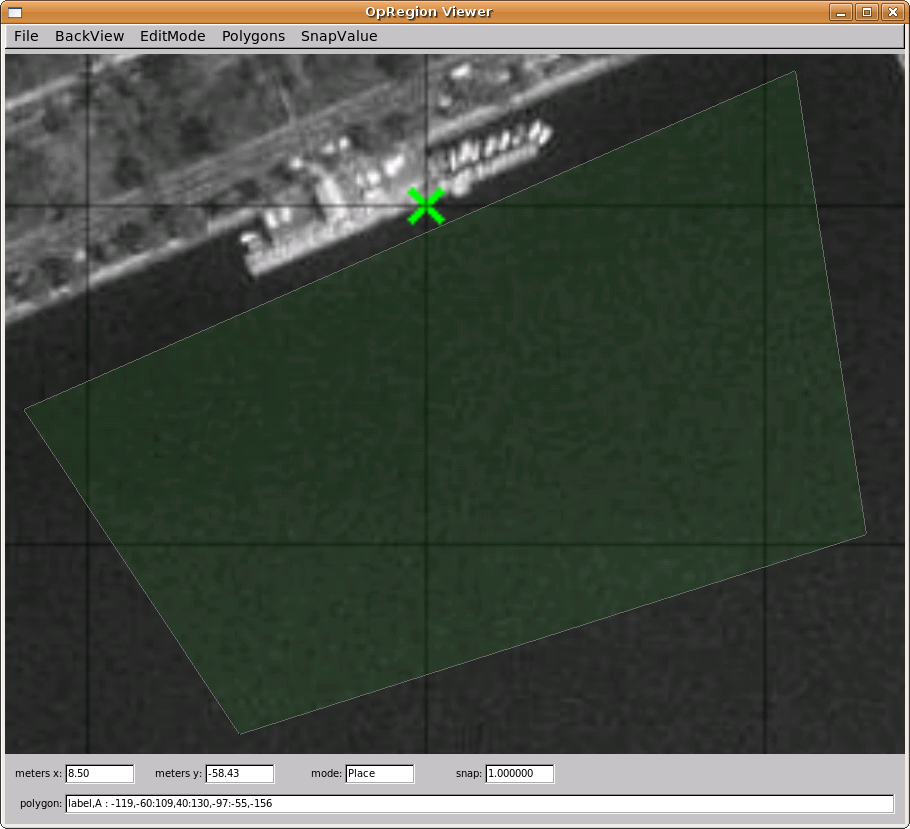 OpRegion Viewer
File BackView EditMode Polygons SnapValue
meters x: 8.50 meters y: -58.43 mode: Place snap: 1.000000
polygon: label,A : -119,-60:109,40:130,-97:-55,-156